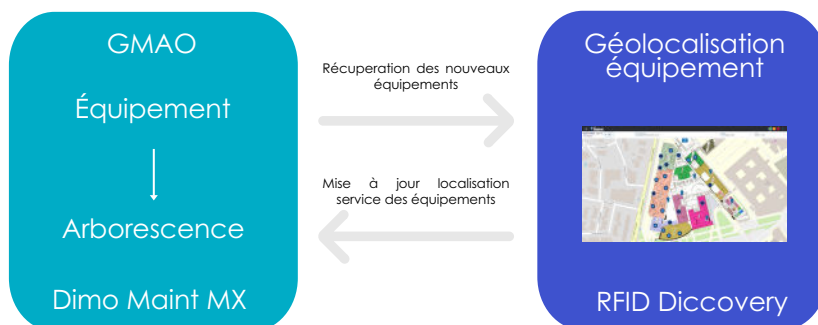 GMAO
Équipement
Arborescence
Dimo Maint MX
Récuperation des nouveaux
équipements
Mise à jour localisation
service des équipements
Géolocalisation
équipement
RFID Diccovery